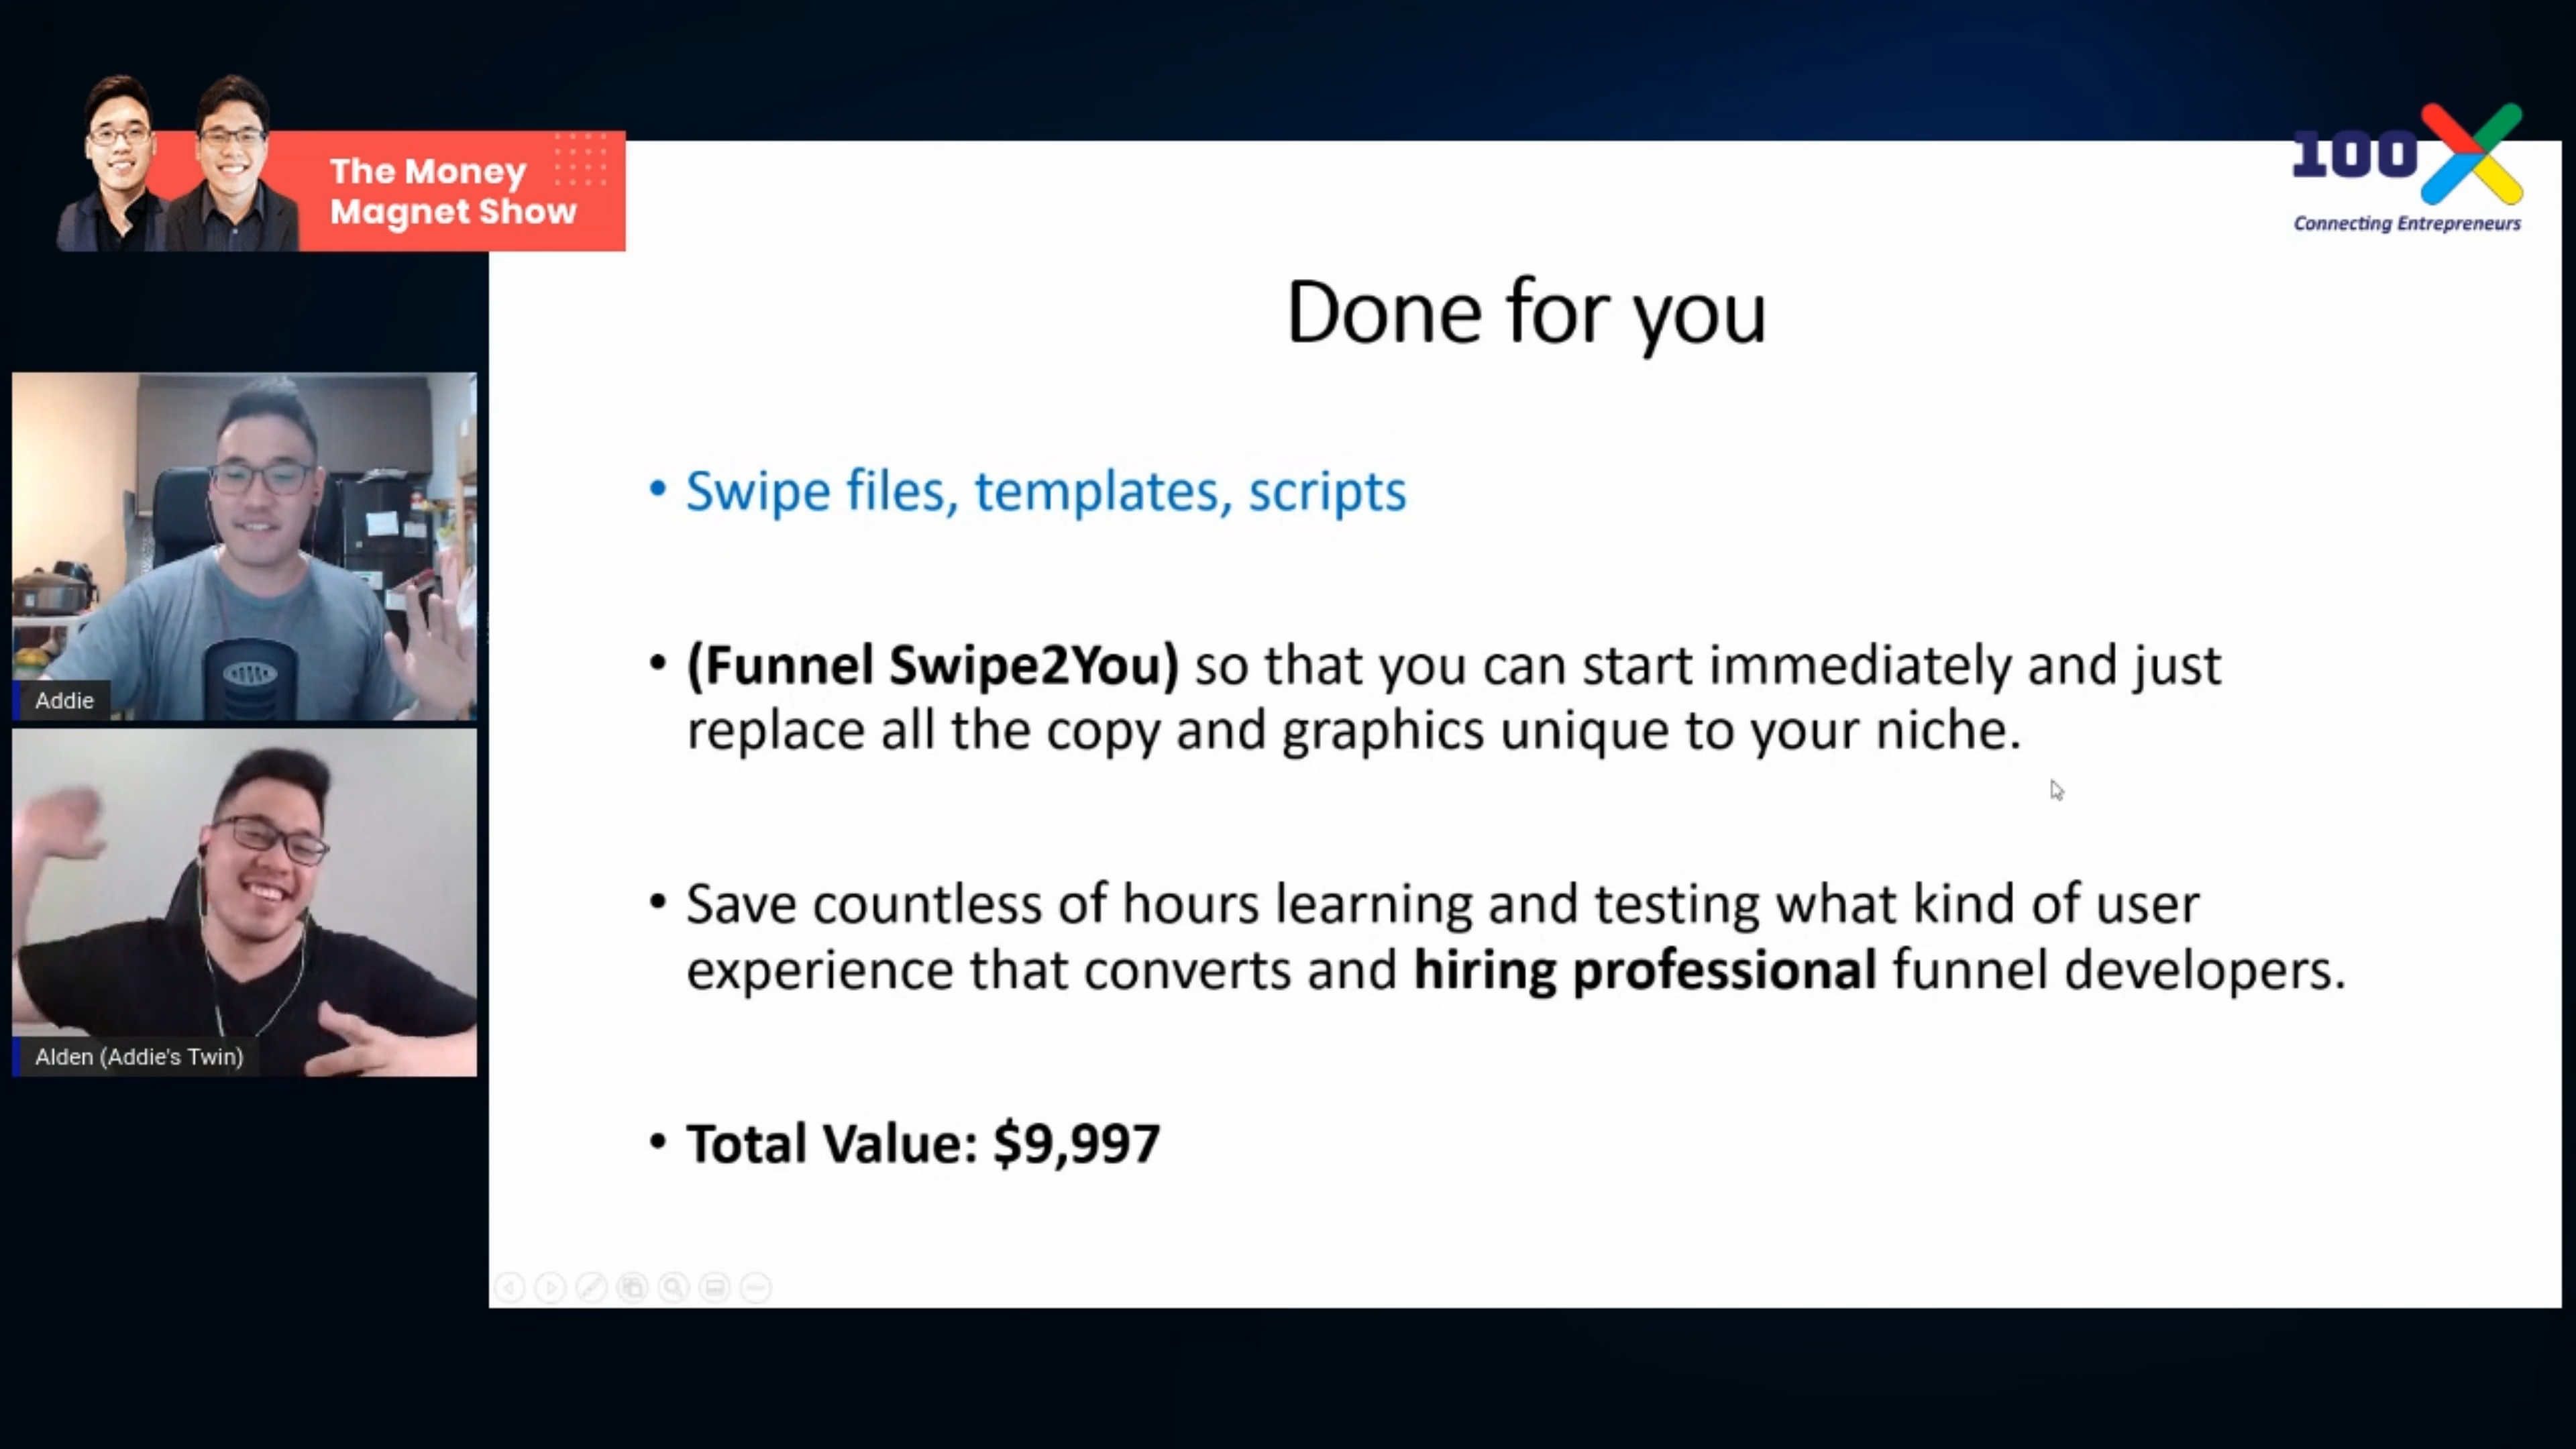 The Money
Magnet Show
100X
Connecting Entrepreneurs
Done for you
• Swipe files, templates, scripts
• (Funnel Swipe2You) so that you can start immediately and just
replace all the copy and graphics unique to your niche.
• Save countless of hours learning and testing what kind of user
experience that converts and hiring professional funnel developers.
• Total Value: $9,997
Addie
Alden (Addie's Twin)